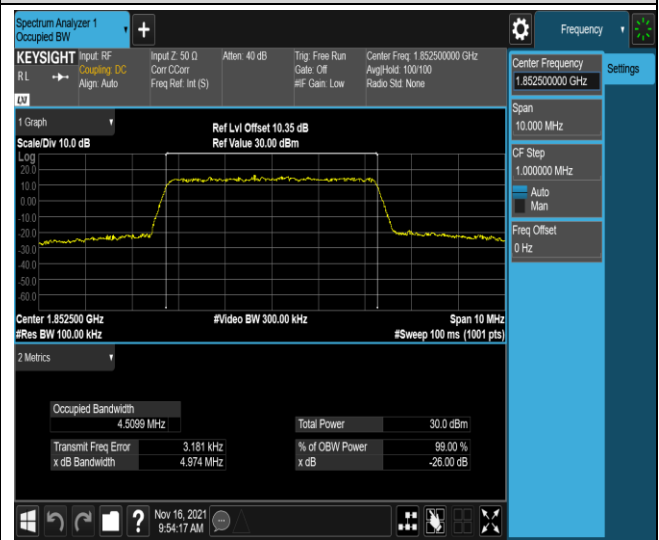 Spectrum Analyzer 1
Occupied BW
+
Frequency
KEYSIGHT Input: RF Input Z: 50 Ω Atten: 40 dB Trig: Free Run Center Freq: 1.852500000 GHz
RL Coupling: DC Corr CCorr Gate: Off Avg|Hold: 100/100
Align: Auto Freq Ref: Int (S) #IF Gain: Low Radio Std: None
LXI
Center Frequency
1.852500000 GHz
Settings
Span
10.000 MHz
CF Step
1.000000 MHz
Auto
Man
Freq Offset
0 Hz
1 Graph
Ref Lvl Offset 10.35 dB
Scale/Div 10.0 dB Ref Value 30.00 dBm
Log
20.0
10.0
0.00
-10.0
-20.0
-30.0
-40.0
-50.0
-60.0
Center 1.852500 GHz #Video BW 300.00 kHz Span 10 MHz
#Res BW 100.00 kHz #Sweep 100 ms (1001 pts)
2 Metrics
Occupied Bandwidth
4.5099 MHz Total Power 30.0 dBm
Transmit Freq Error 3.181 kHz % of OBW Power 99.00 %
x dB Bandwidth 4.974 MHz x dB -26.00 dB
? Nov 16, 2021
9:54:17 AM